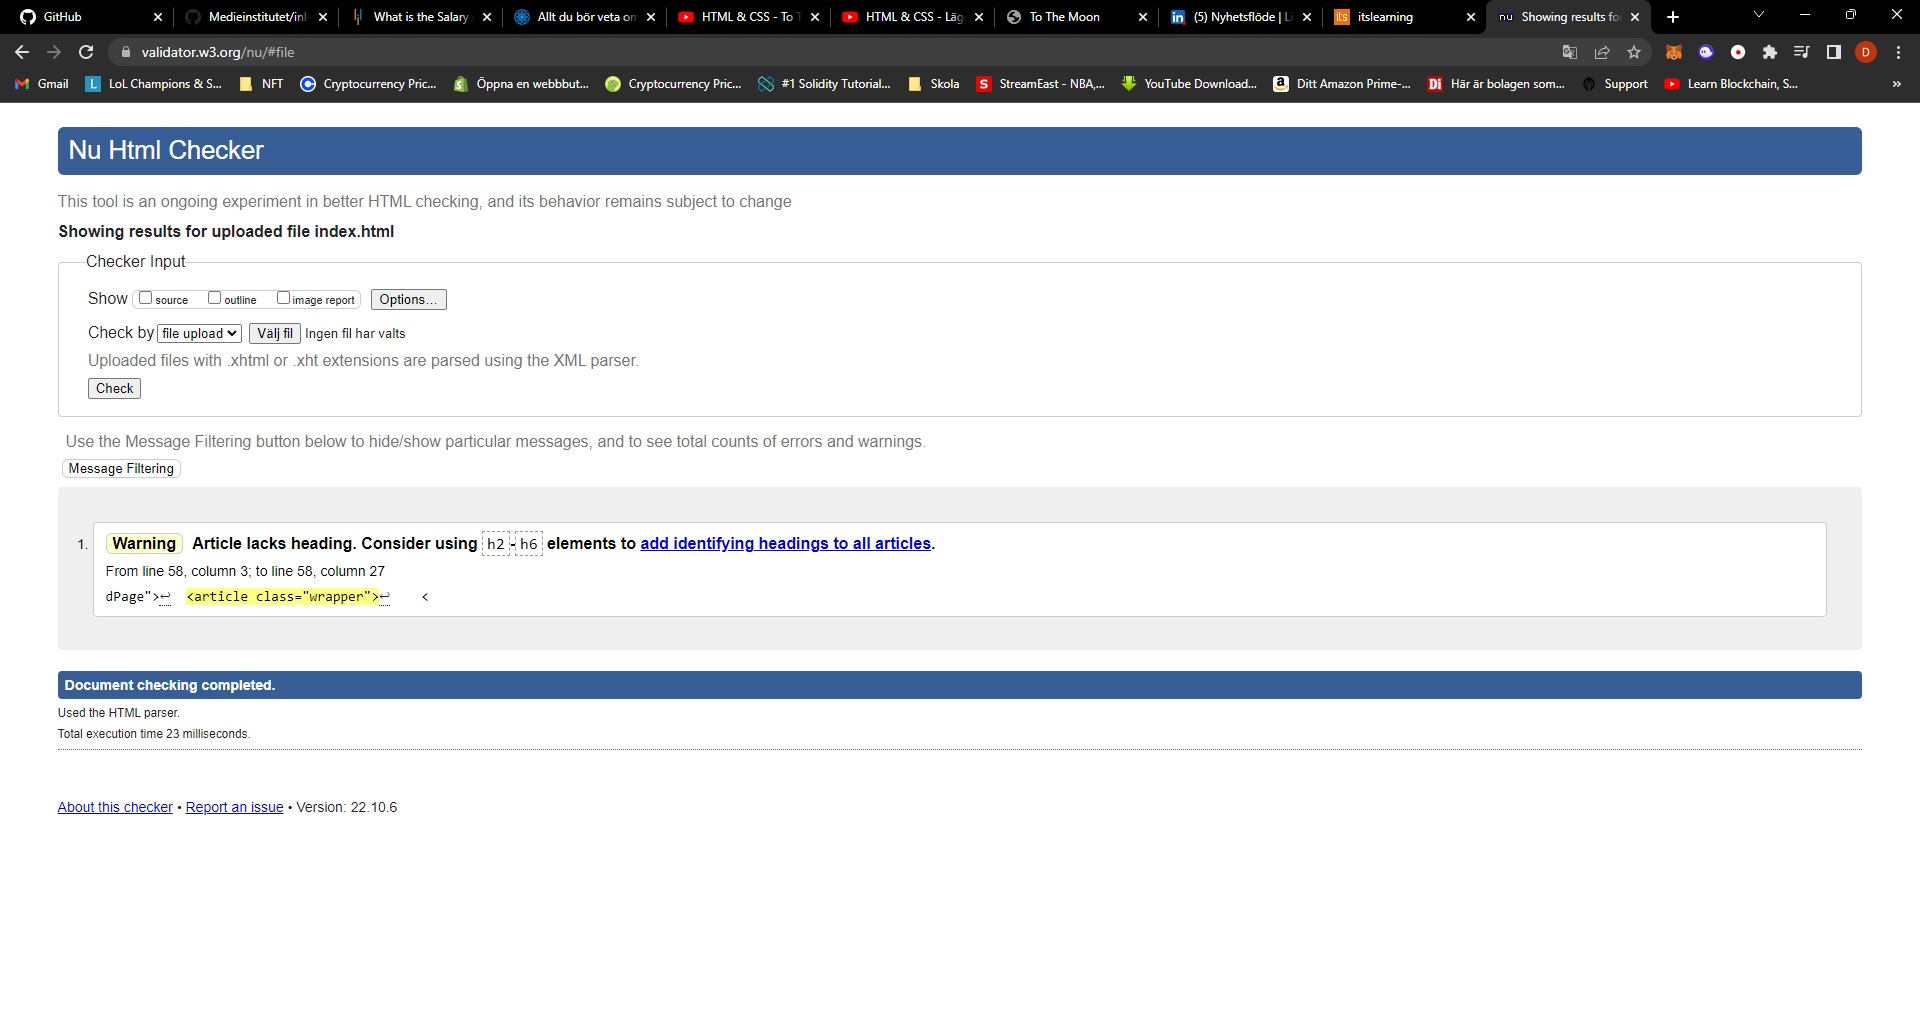 GitHub
Medieinstitutet/inl
What is the Salary
Allt du bör veta om
HTML & CSS - To T
HTML & CSS - Läg
To The Moon
(5) Nyhetsflöde | Li
itslearning
Showing results fo
validator.w3.org/nu/#file
Gmail
LoL Champions & S...
NFT
Cryptocurrency Pric...
Öppna en webbbut...
Cryptocurrency Pric...
#1 Solidity Tutorial...
Skola
StreamEast - NBA,...
YouTube Download...
Ditt Amazon Prime-...
Här är bolagen som...
Support
Learn Blockchain, S...
»
Nu Html Checker
This tool is an ongoing experiment in better HTML checking, and its behavior remains subject to change
Showing results for uploaded file index.html
Checker Input
Show source outline image report Options...
Check by file upload Välj fil Ingen fil har valts
Uploaded files with .xhtml or .xht extensions are parsed using the XML parser.
Check
Use the Message Filtering button below to hide/show particular messages, and to see total counts of errors and warnings.
Message Filtering
1. Warning Article lacks heading. Consider using h2-h6 elements to add identifying headings to all articles.
From line 58, column 3; to line 58, column 27
dPage">↩ <article class="wrapper">↩ <
Document checking completed.
Used the HTML parser.
Total execution time 23 milliseconds.
About this checker • Report an issue • Version: 22.10.6